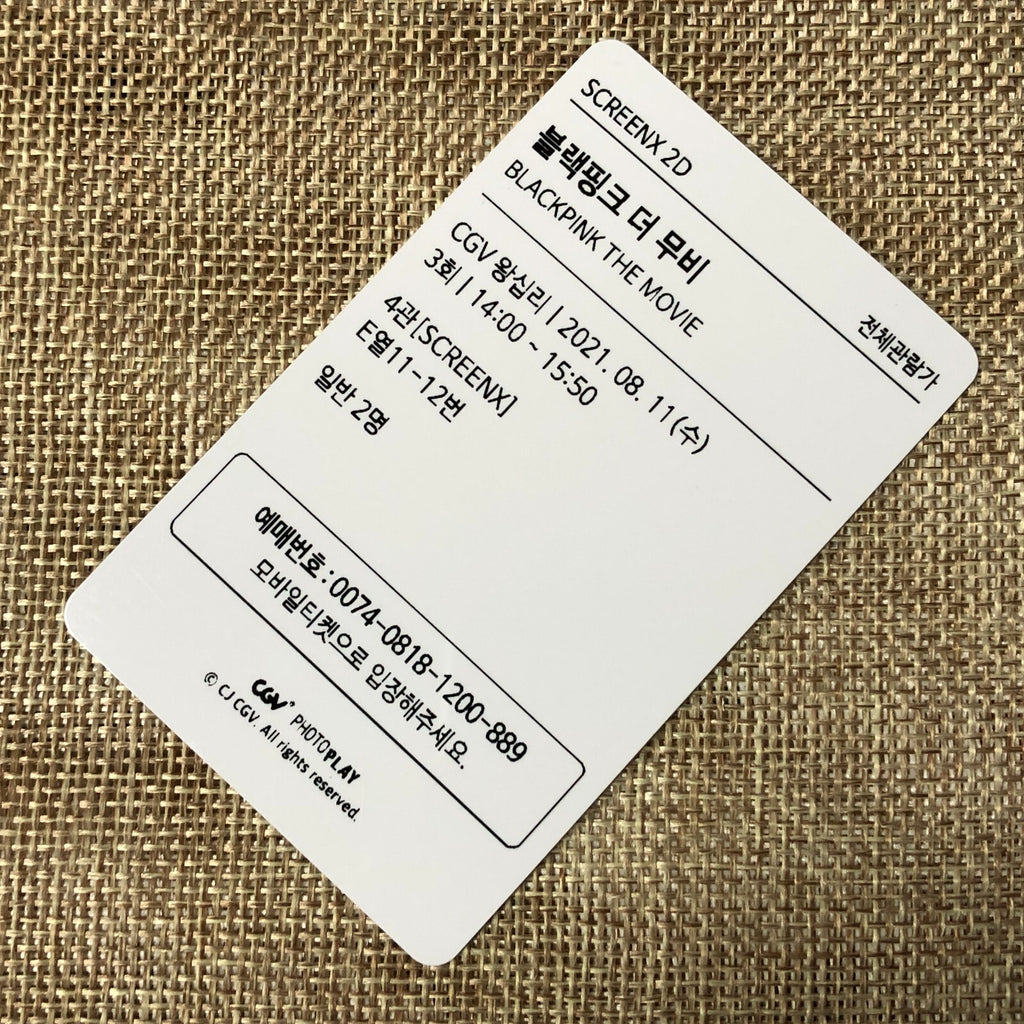 SCREENX 2D
전체관람가
블랙핑크 더 무비
BLACKPINK THE MOVIE
CGV 왕십리 | 2021. 08. 11 (수)
3회 | 14:00 ~ 15:50
4관 [SCREENX]
E열11-12번
일반 2명
예매번호 : 0074-0818-1200-889
모바일티켓으로 입장해주세요.
CGV PHOTOPLAY
© CJ CGV. All rights reserved.